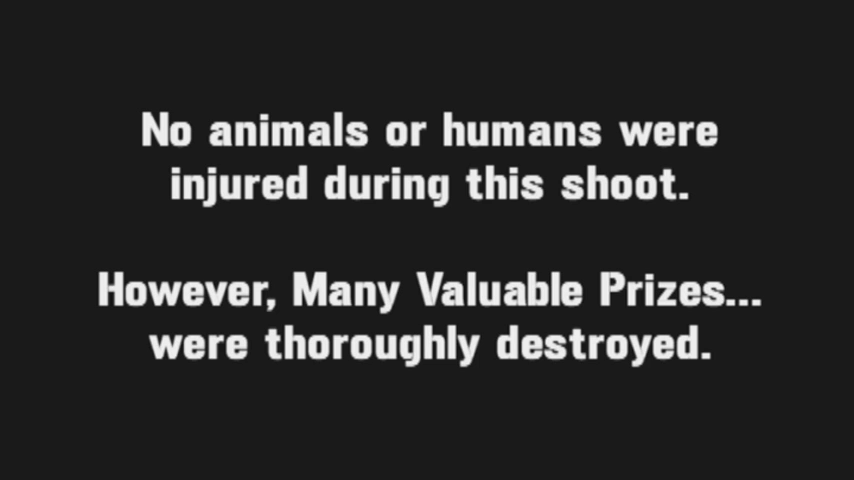 No animals or humans were
injured during this shoot.
However, Many Valuable Prizes...
were thoroughly destroyed.